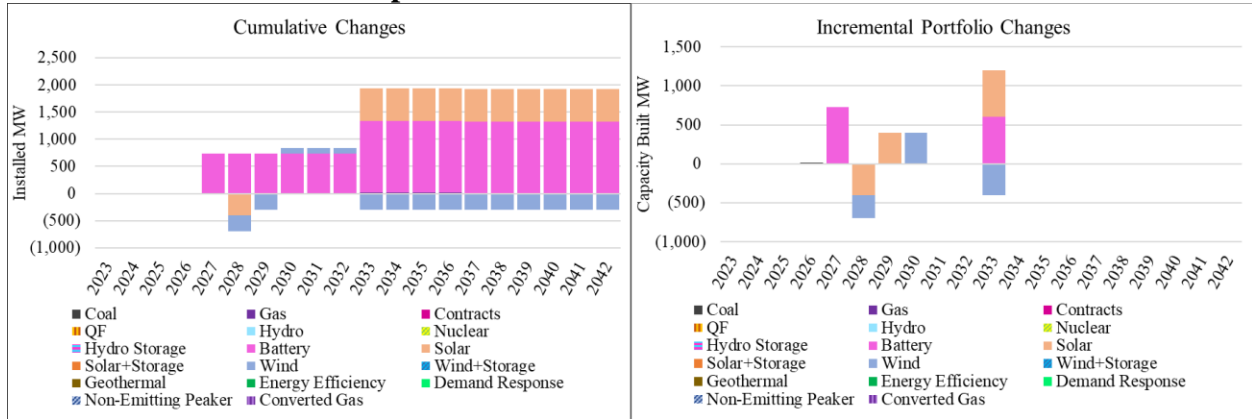 Cumulative Changes
Installed MW
2,500
2,000
1,500
1,000
500
0
(500)
(1,000)
2023 2024 2025 2026 2027 2028 2029 2030 2031 2032 2033 2034 2035 2036 2037 2038 2039 2040 2041 2042
Coal Gas Contracts
QF Hydro Nuclear
Hydro Storage Battery Solar
Solar+Storage Wind Wind+Storage
Geothermal Energy Efficiency Demand Response
Non-Emitting Peaker Converted Gas
Incremental Portfolio Changes
Capacity Built MW
1,500
1,000
500
0
(500)
(1,000)
2023 2024 2025 2026 2027 2028 2029 2030 2031 2032 2033 2034 2035 2036 2037 2038 2039 2040 2041 2042
Coal Gas Contracts
QF Hydro Nuclear
Hydro Storage Battery Solar
Solar+Storage Wind Wind+Storage
Geothermal Energy Efficiency Demand Response
Non-Emitting Peaker Converted Gas